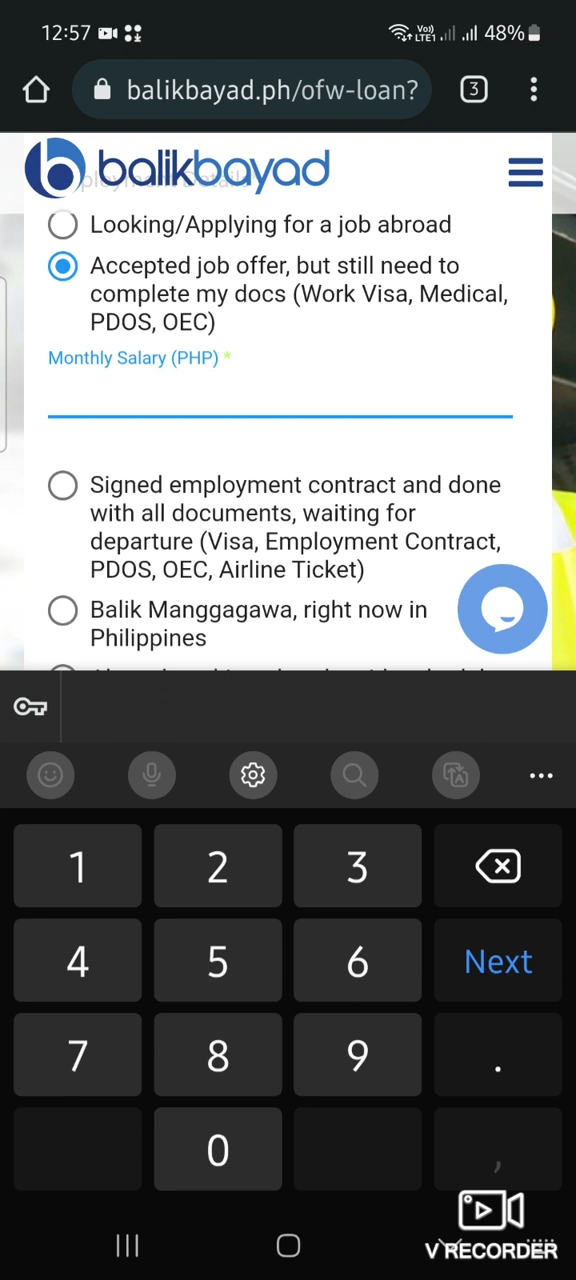 12:57
Vo))
LTE1
48%
balikbayad.ph/ofw-loan?
3
balikbayad
Looking/Applying for a job abroad
Accepted job offer, but still need to
complete my docs (Work Visa, Medical,
PDOS, OEC)
Monthly Salary (PHP) *
Signed employment contract and done
with all documents, waiting for
departure (Visa, Employment Contract,
PDOS, OEC, Airline Ticket)
Balik Manggagawa, right now in
Philippines
1 2 3
4 5 6 Next
7 8 9 .
0 ,
V RECORDER